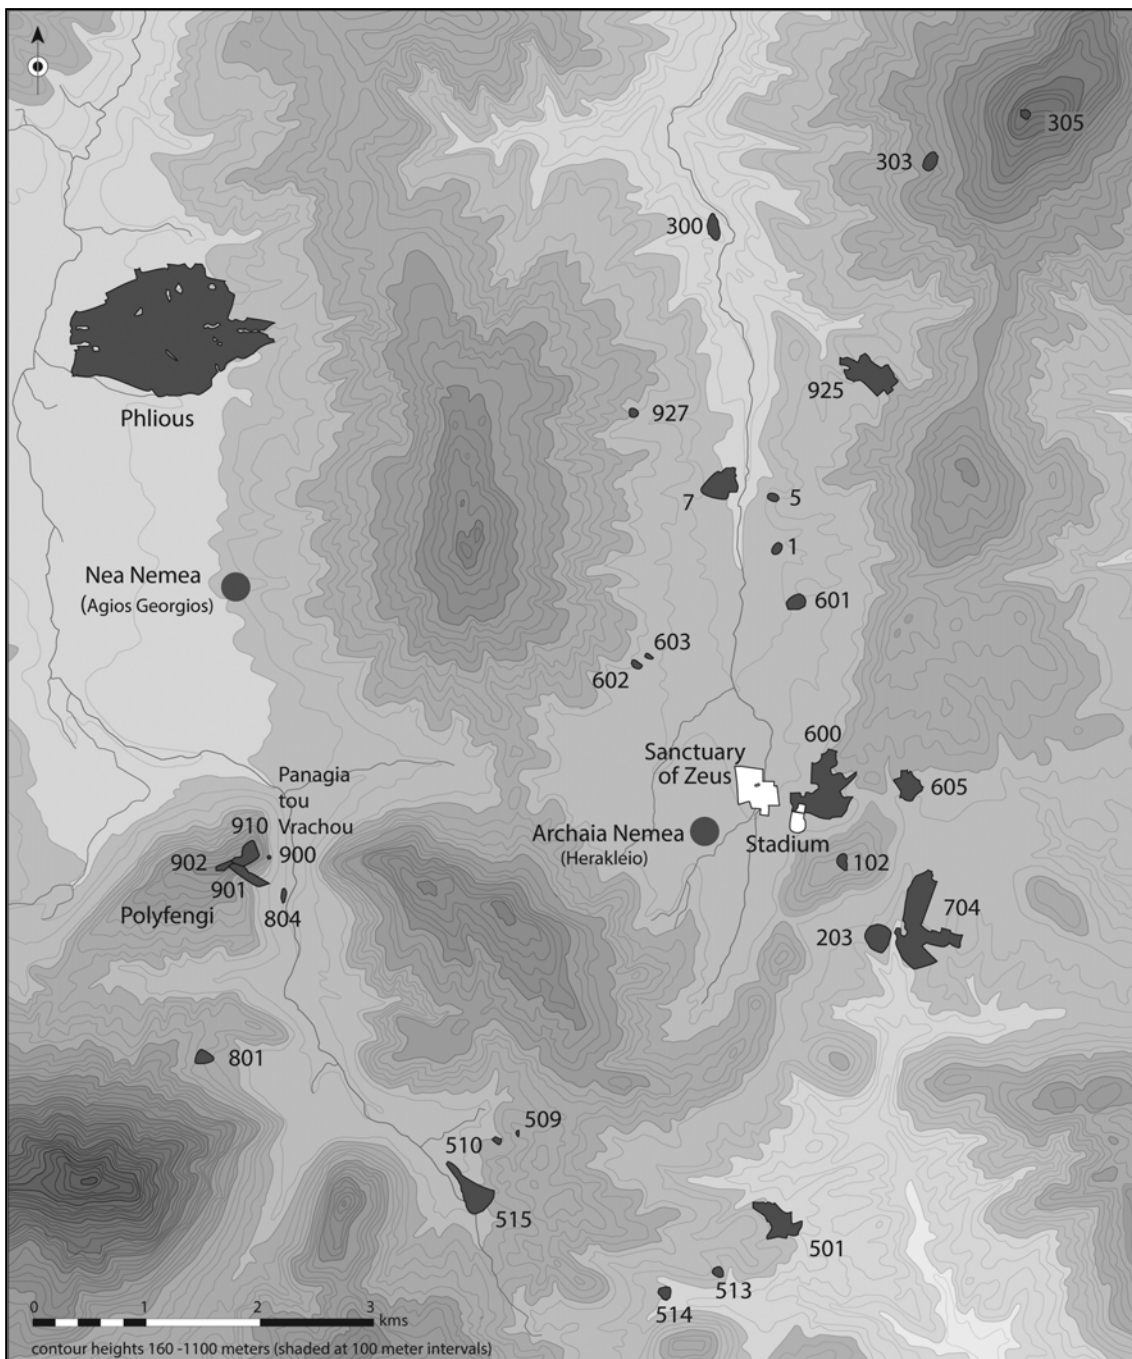 305
303
300
925
Phlious
927
7
5
1
Nea Nemea
(Agios Georgios)
601
603
602
600
Sanctuary
of Zeus
605
Panagia
tou
Vrachou
910
Archaia Nemea
(Herakleio)
Stadium
902
900
102
901
804
Polyfengi
704
203
801
509
510
515
501
513
514
0 1 2 3 kms
contour heights 160 -1100 meters (shaded at 100 meter intervals)